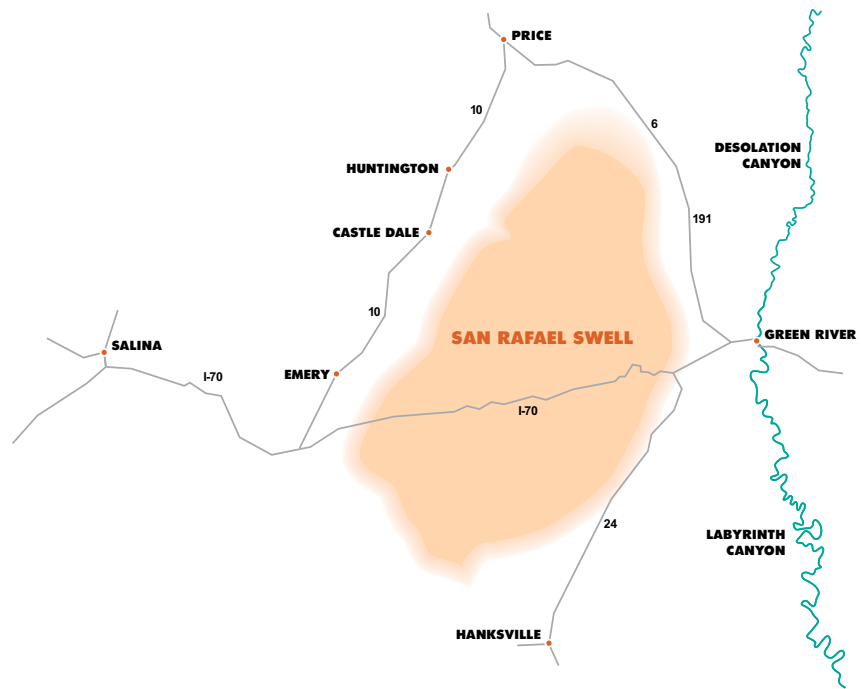 PRICE
10
6
DESOLATION
CANYON
HUNTINGTON
191
CASTLE DALE
10
SAN RAFAEL SWELL
GREEN RIVER
SALINA
EMERY
I-70
I-70
24
LABYRINTH
CANYON
HANKSVILLE